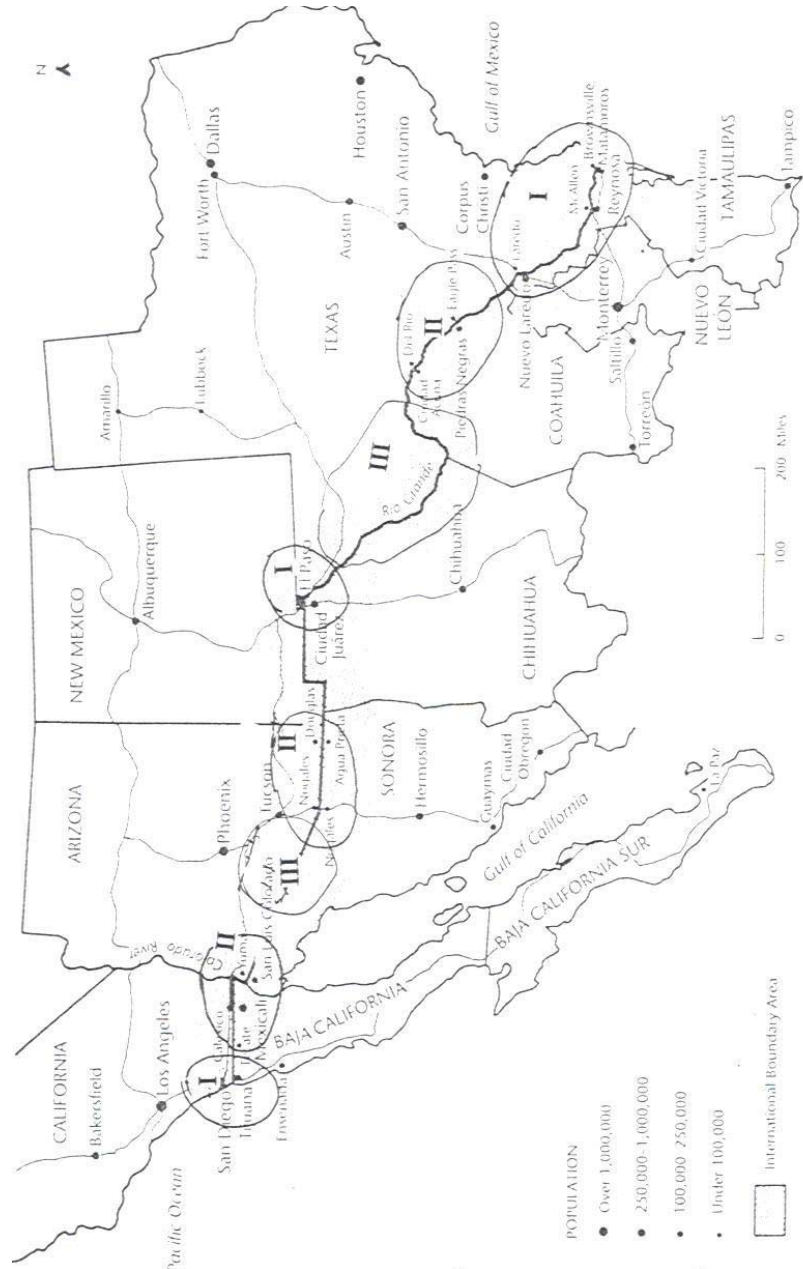 N
Pacific Ocean
CALIFORNIA
Bakersfield
Los Angeles
I
San Diego
Tijuana
Ensenada
Mexicali
BAJA CALIFORNIA
BAJA CALIFORNIA SUR
La Paz
Gulf of California
Colorado River
II
Yuma
San Luis Colorado
ARIZONA
Phoenix
Tucson
III
Nogales
Nogales
II
Douglas
Agua Prieta
SONORA
Hermosillo
Guaymas
Ciudad Obregon
NEW MEXICO
Albuquerque
I
El Paso
Ciudad Juárez
Chihuahua
CHIHUAHUA
III
Rio Grande
Amarillo
Lubbock
TEXAS
Fort Worth
Dallas
Austin
San Antonio
Houston
Corpus Christi
Gulf of Mexico
II
Del Rio
Ciudad Acuna
Eagle Pass
Piedras Negras
COAHUILA
Saltillo
Torreón
I
Laredo
Nuevo Laredo
McAllen
Reynosa
Brownsville
Matamoros
Monterrey
NUEVO LEÓN
Ciudad Victoria
TAMAULIPAS
Tampico
0 100 200 Miles
POPULATION
Over 1,000,000
250,000-1,000,000
100,000 250,000
Under 100,000
International Boundary Area